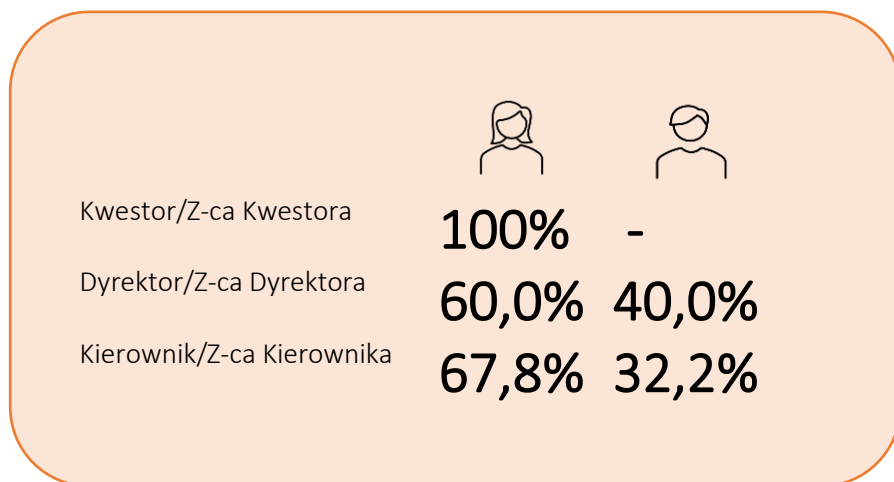 Kwestor/Z-ca Kwestora 100% -
Dyrektor/Z-ca Dyrektora 60,0% 40,0%
Kierownik/Z-ca Kierownika 67,8% 32,2%